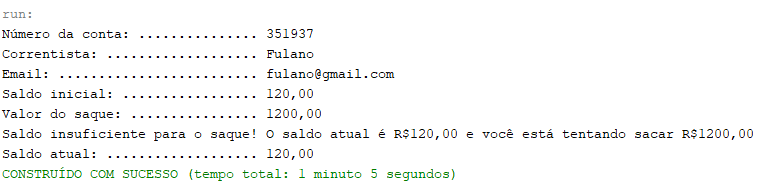 run:
Número da conta: ............... 351937
Correntista: ................... Fulano
Email: ......................... fulano@gmail.com
Saldo inicial: ................. 120,00
Valor do saque: ................ 1200,00
Saldo insuficiente para o saque! O saldo atual é R$120,00 e você está tentando sacar R$1200,00
Saldo atual: ................... 120,00
CONSTRUÍDO COM SUCESSO (tempo total: 1 minuto 5 segundos)